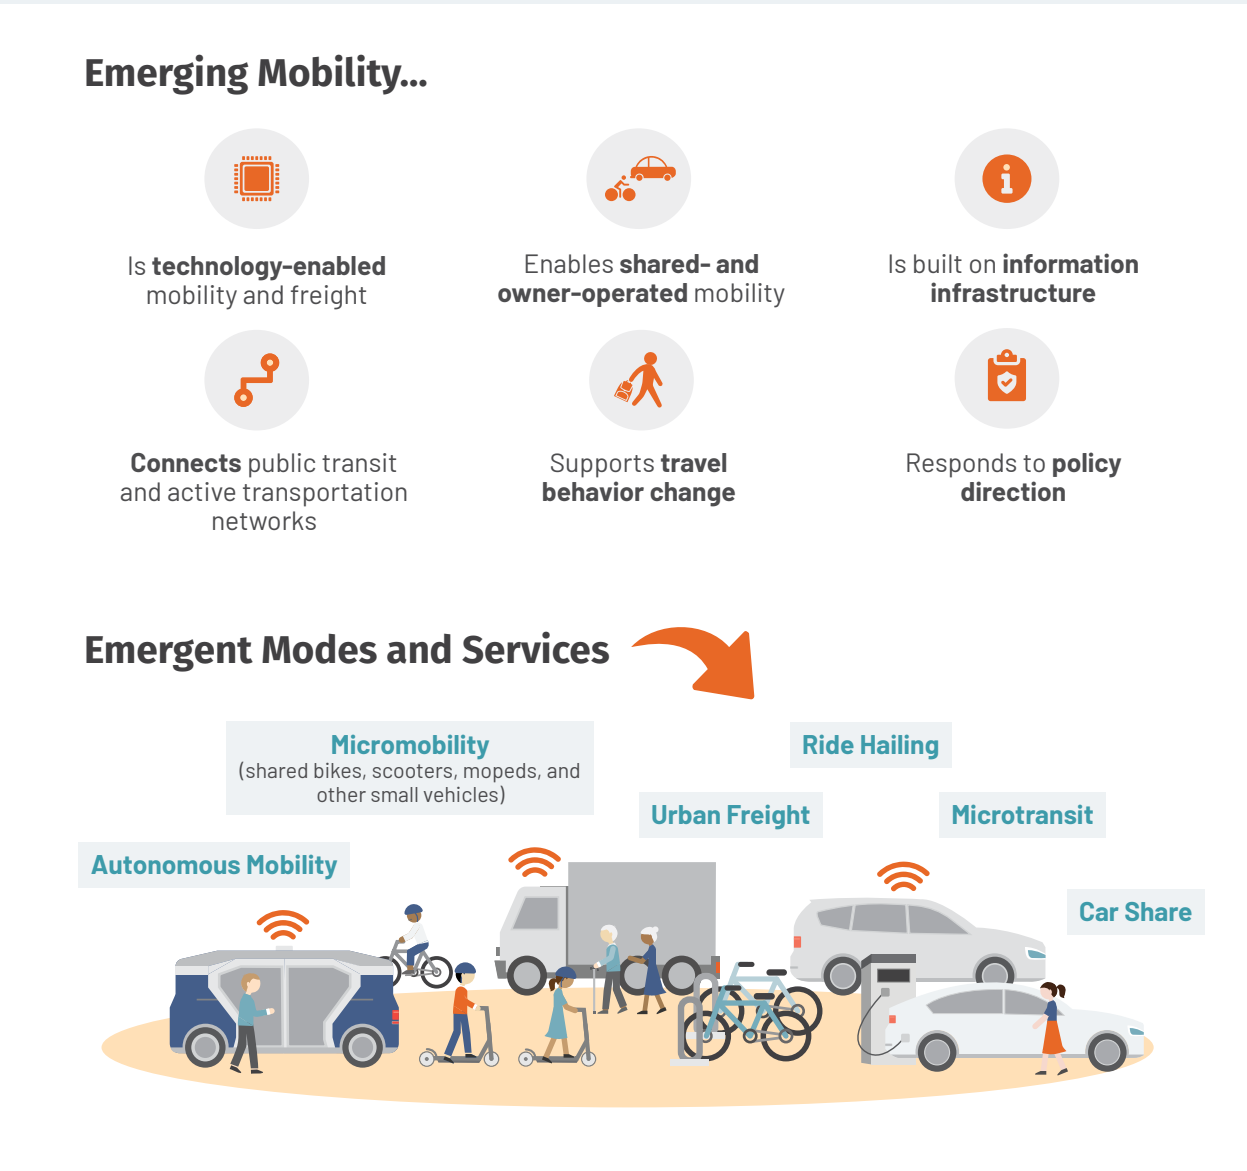 Emerging Mobility...
Is technology-enabled
mobility and freight
Enables shared- and
owner-operated mobility
Is built on information
infrastructure
Connects public transit
and active transportation
networks
Supports travel
behavior change
Responds to policy
direction
Emergent Modes and Services
Micromobility
(shared bikes, scooters, mopeds, and
other small vehicles)
Ride Hailing
Urban Freight
Microtransit
Autonomous Mobility
Car Share